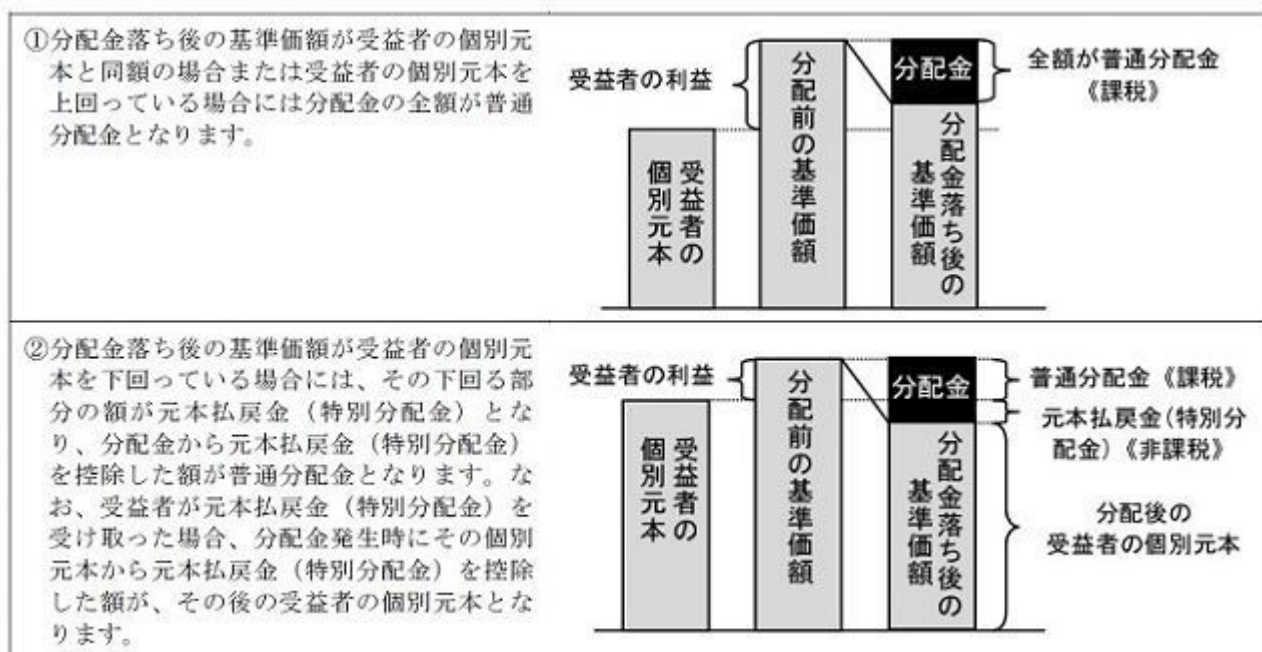 ①分配金落ち後の基準価額が受益者の個別元
本と同額の場合または受益者の個別元本を
上回っている場合には分配金の全額が普通
分配金となります。
受益者の利益
受益者の
個別元本
分配前の基準価額
分配金
分配金落ち後の
基準価額
全額が普通分配金
《課税》
②分配金落ち後の基準価額が受益者の個別元
本を下回っている場合には、その下回る部
分の額が元本払戻金（特別分配金）とな
り、分配金から元本払戻金（特別分配金）
を控除した額が普通分配金となります。な
お、受益者が元本払戻金（特別分配金）を
受け取った場合、分配金発生時にその個別
元本から元本払戻金（特別分配金）を控除
した額が、その後の受益者の個別元本とな
ります。
受益者の利益
受益者の
個別元本
分配前の基準価額
分配金
分配金落ち後の
基準価額
普通分配金《課税》
元本払戻金（特別分
配金）《非課税》
分配後の
受益者の個別元本